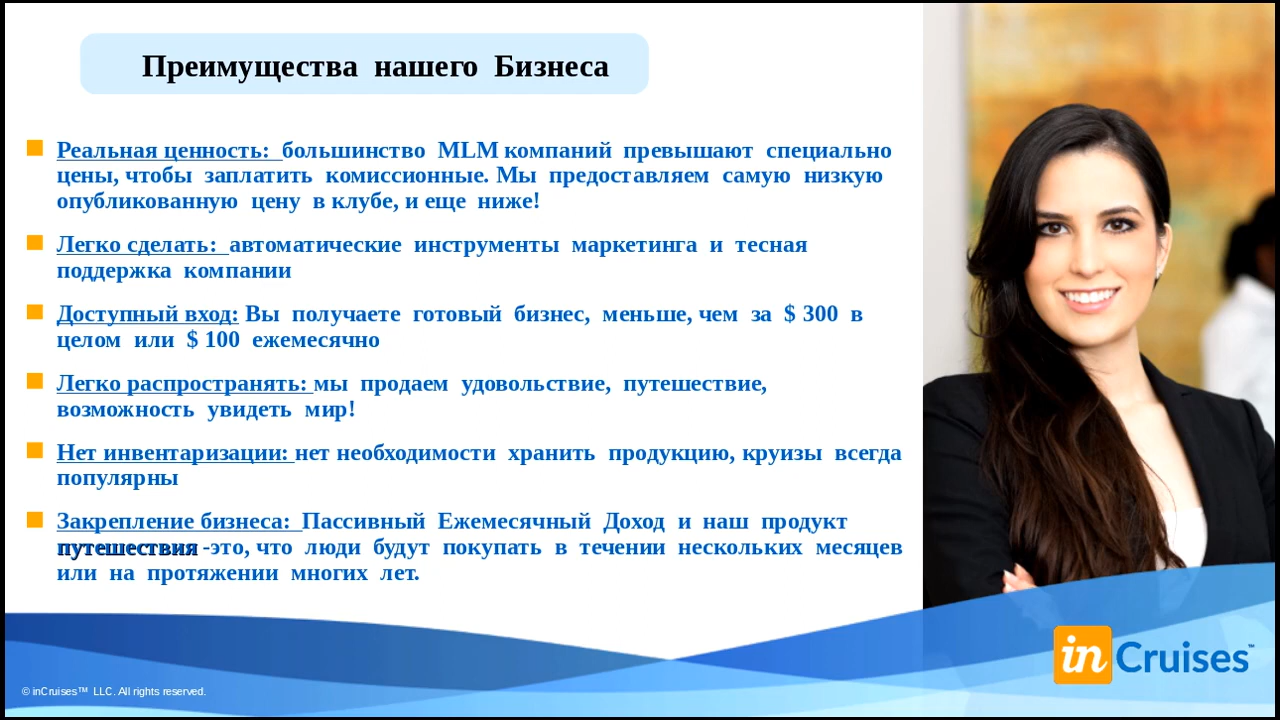 Преимущества нашего Бизнеса
Реальная ценность: большинство MLM компаний превышают специально
цены, чтобы заплатить комиссионные. Мы предоставляем самую низкую
опубликованную цену в клубе, и еще ниже!
Легко сделать: автоматические инструменты маркетинга и тесная
поддержка компании
Доступный вход: Вы получаете готовый бизнес, меньше, чем за $ 300 в
целом или $ 100 ежемесячно
Легко распространять: мы продаем удовольствие, путешествие,
возможность увидеть мир!
Нет инвентаризации: нет необходимости хранить продукцию, круизы всегда
популярны
Закрепление бизнеса: Пассивный Ежемесячный Доход и наш продукт
путешествия -это, что люди будут покупать в течении нескольких месяцев
или на протяжении многих лет.
in Cruises™
© inCruises™ LLC. All rights reserved.